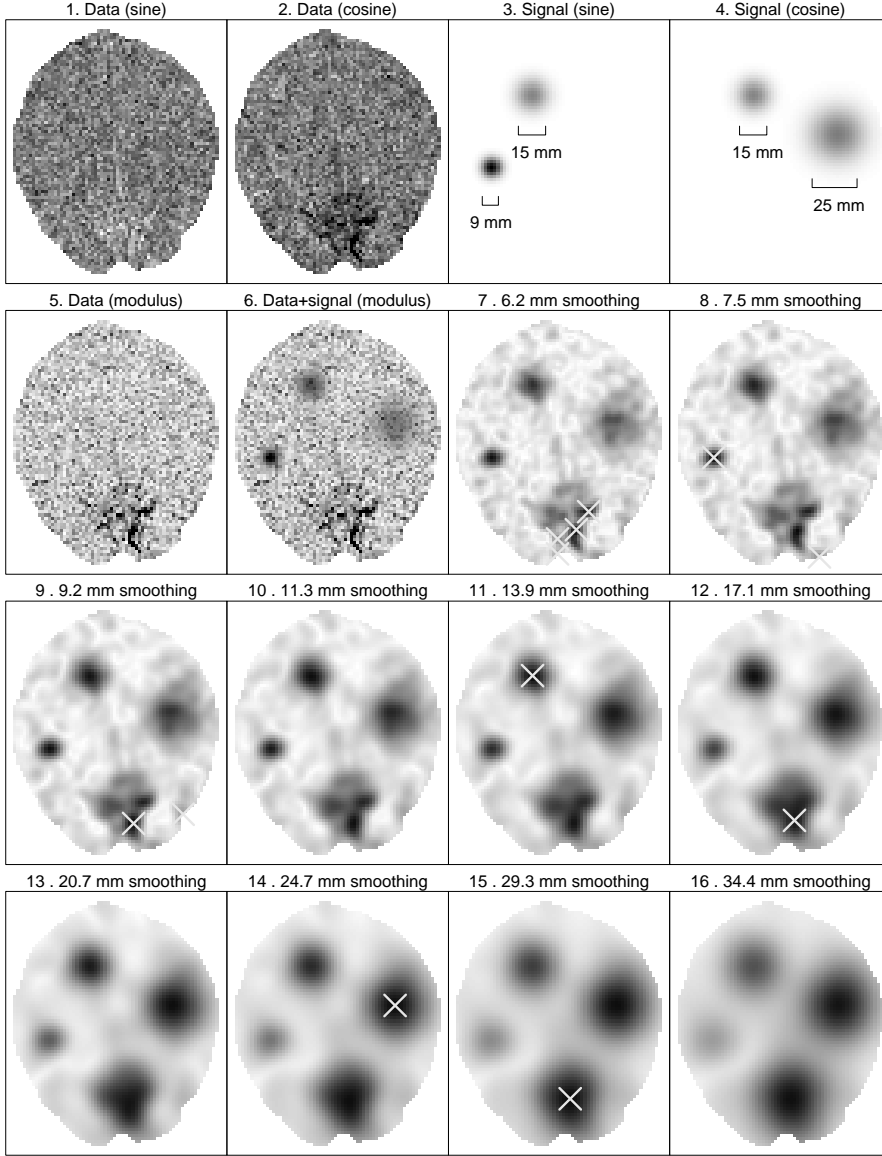 1. Data (sine)
2. Data (cosine)
3. Signal (sine)
4. Signal (cosine)
15 mm
9 mm
15 mm
25 mm
5. Data (modulus)
6. Data+signal (modulus)
7 . 6.2 mm smoothing
8 . 7.5 mm smoothing
9 . 9.2 mm smoothing
10 . 11.3 mm smoothing
11 . 13.9 mm smoothing
12 . 17.1 mm smoothing
13 . 20.7 mm smoothing
14 . 24.7 mm smoothing
15 . 29.3 mm smoothing
16 . 34.4 mm smoothing